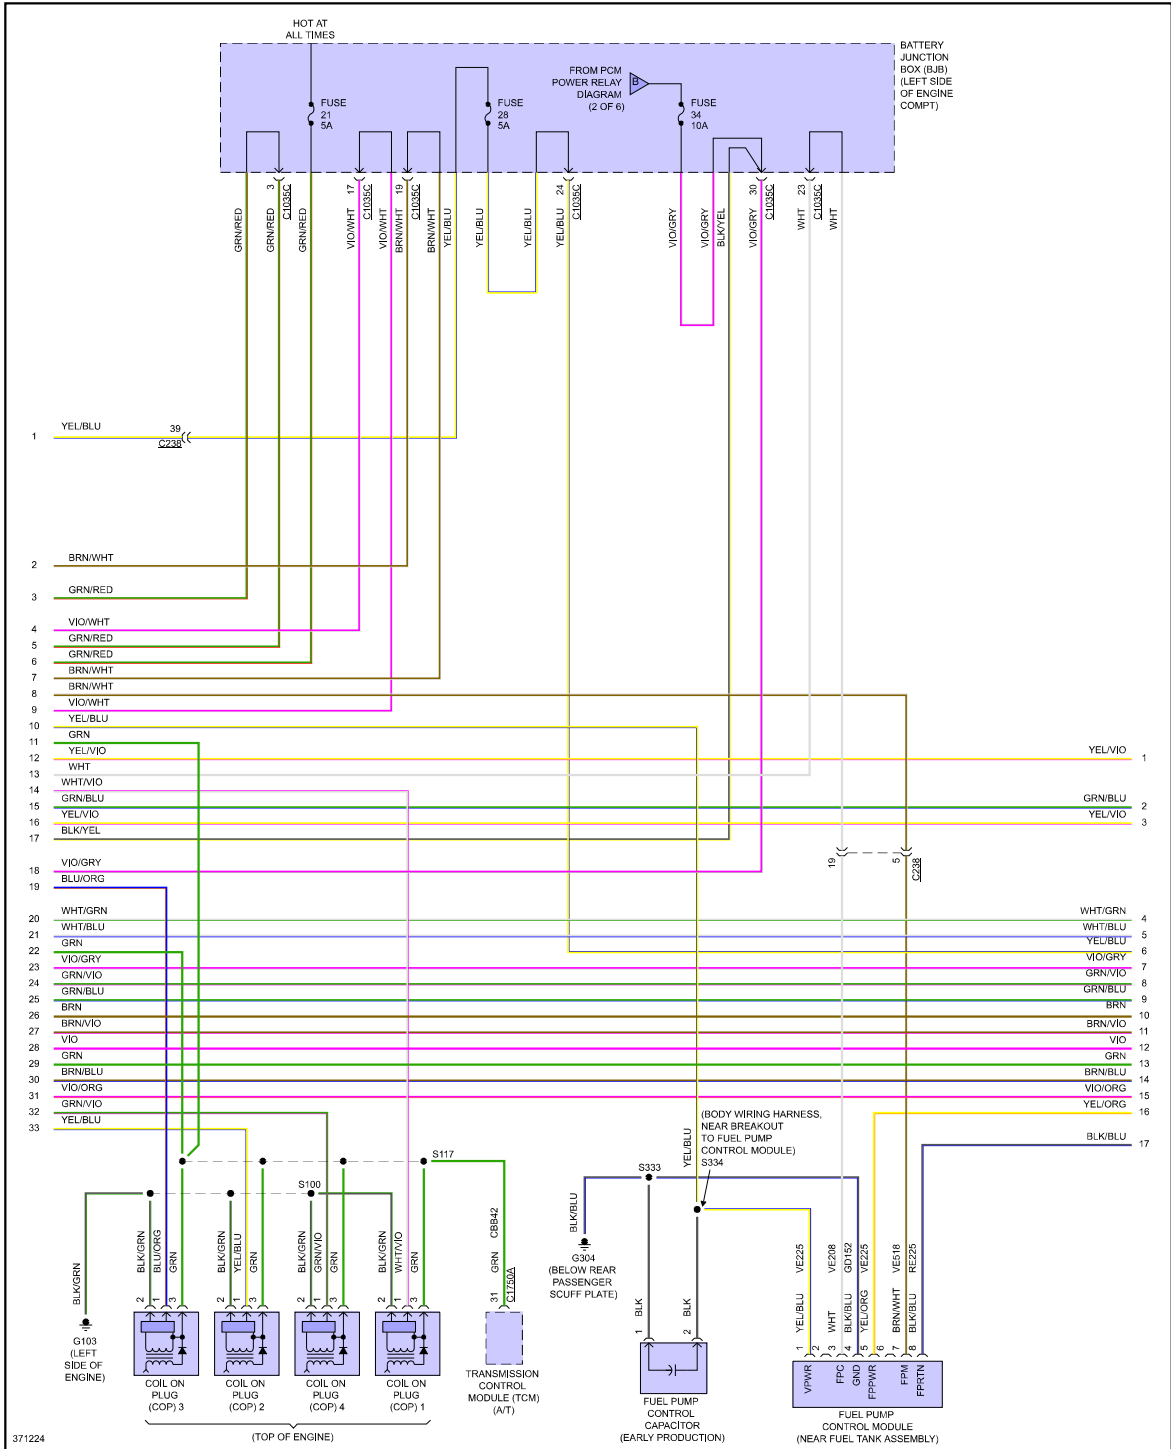 HOT AT
ALL TIMES
BATTERY
JUNCTION
BOX (BJB)
(LEFT SIDE
OF ENGINE
COMPT)
FROM PCM
POWER RELAY
DIAGRAM
(2 OF 6)
B
FUSE
21
5A
FUSE
28
5A
FUSE
34
10A
3
C1035C
17
C1035C
19
C1035C
24
C1035C
30
C1035C
23
C1035C
GRN/RED
GRN/RED
GRN/RED
VIO/WHT
VIO/WHT
BRN/WHT
BRN/WHT
YEL/BLU
YEL/BLU
YEL/BLU
YEL/BLU
VIO/GRY
VIO/GRY
BLK/YEL
VIO/GRY
WHT
WHT
1 YEL/BLU 39
C238
2 BRN/WHT
3 GRN/RED
4 VIO/WHT
5 GRN/RED
6 GRN/RED
7 BRN/WHT
8 BRN/WHT
9 VIO/WHT
10 YEL/BLU
11 GRN
12 YEL/VIO YEL/VIO 1
13 WHT
14 WHT/VIO
15 GRN/BLU GRN/BLU 2
16 YEL/VIO YEL/VIO 3
17 BLK/YEL
19 5 C238
18 VIO/GRY
19 BLU/ORG
20 WHT/GRN WHT/GRN 4
21 WHT/BLU WHT/BLU 5
22 GRN YEL/BLU 6
23 VIO/GRY VIO/GRY 7
24 GRN/VIO GRN/VIO 8
25 GRN/BLU GRN/BLU 9
26 BRN BRN 10
27 BRN/VIO BRN/VIO 11
28 VIO VIO 12
29 GRN GRN 13
30 BRN/BLU BRN/BLU 14
31 VIO/ORG VIO/ORG 15
32 GRN/VIO YEL/ORG 16
33 YEL/BLU
BLK/BLU 17
(BODY WIRING HARNESS,
NEAR BREAKOUT
TO FUEL PUMP
CONTROL MODULE)
S334
YEL/BLU
S117
S100
S333
BLK/BLU
G304
(BELOW REAR
PASSENGER
SCUFF PLATE)
BLK/GRN
G103
(LEFT
SIDE OF
ENGINE)
BLK/GRN
BLU/ORG
GRN
2 1 3
BLK/GRN
YEL/BLU
GRN
2 1 3
BLK/GRN
GRN/VIO
GRN
2 1 3
BLK/GRN
WHT/VIO
GRN
2 1 3
CBB42
GRN
31
C1750A
BLK
1
BLK
2
VE225
VE208
GD152
VE225
VE518
RE225
YEL/BLU
WHT
BLK/BLU
YEL/ORG
BRN/WHT
BLK/BLU
1 2 3 4 5 6 7 8
VPWR
FPC
GND
FPPWR
FPM
FPRTN
COIL ON
PLUG
(COP) 3
COIL ON
PLUG
(COP) 2
COIL ON
PLUG
(COP) 4
COIL ON
PLUG
(COP) 1
(TOP OF ENGINE)
TRANSMISSION
CONTROL
MODULE (TCM)
(A/T)
FUEL PUMP
CONTROL
CAPACITOR
(EARLY PRODUCTION)
FUEL PUMP
CONTROL MODULE
(NEAR FUEL TANK ASSEMBLY)
371224